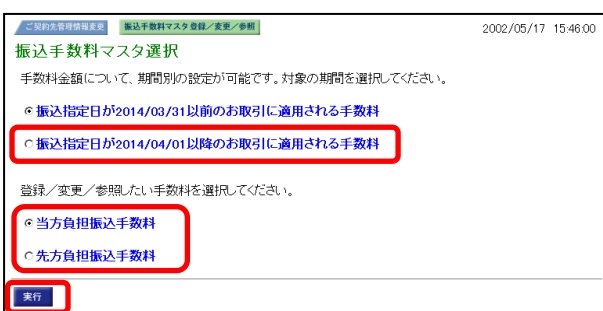 ご契約先管理情報変更 振込手数料マスタ登録／変更／参照 2002/05/17 15:46:00
振込手数料マスタ選択
手数料金額について、期間別の設定が可能です。対象の期間を選択してください。
振込指定日が2014/03/31以前のお取引に適用される手数料
振込指定日が2014/04/01以降のお取引に適用される手数料
登録／変更／参照したい手数料を選択してください。
当方負担振込手数料
先方負担振込手数料
実行